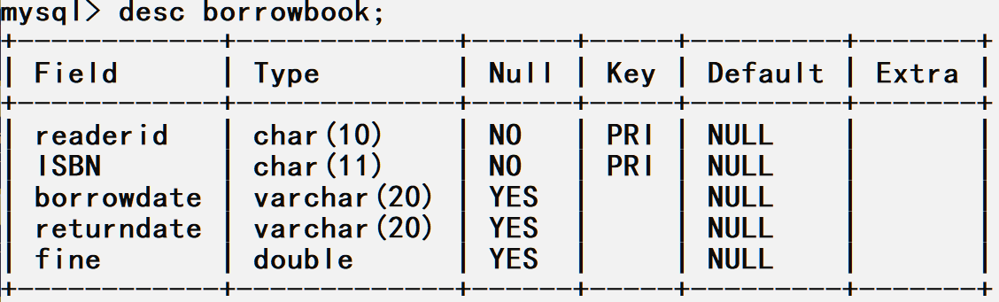 mysql> desc borrowbook;
+------------+-------------+------+-----+---------+-------+
| Field | Type | Null | Key | Default | Extra |
+------------+-------------+------+-----+---------+-------+
| readerid | char(10) | NO | PRI | NULL | |
| ISBN | char(11) | NO | PRI | NULL | |
| borrowdate | varchar(20) | YES | | NULL | |
| returndate | varchar(20) | YES | | NULL | |
| fine | double | YES | | NULL | |
+------------+-------------+------+-----+---------+-------+